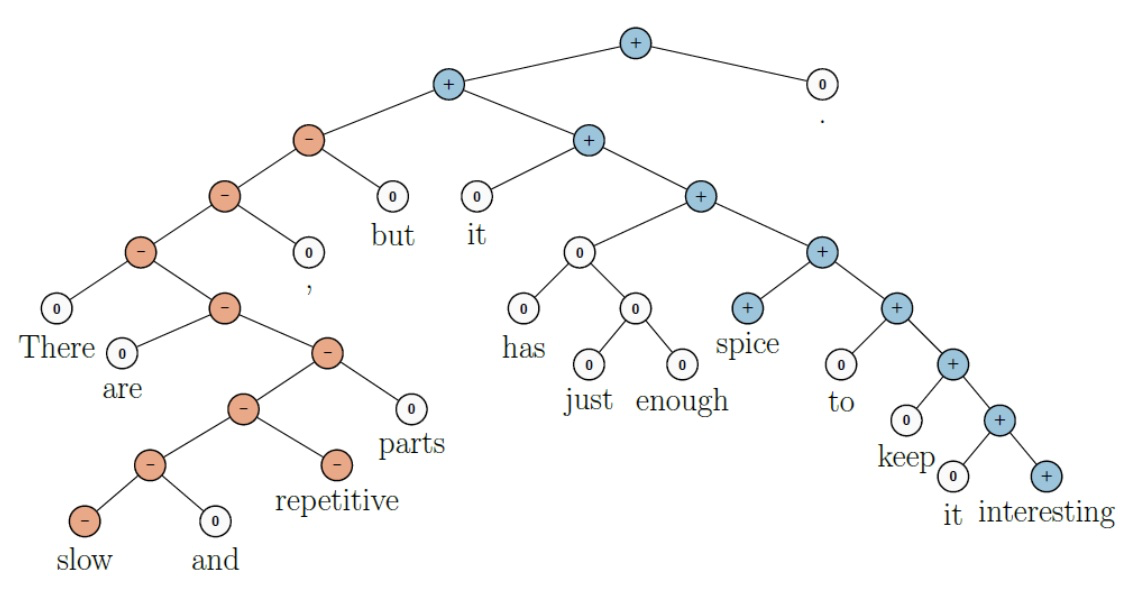 +
+ 0
.
- +
- 0 0 +
but it
- 0 0 +
,
0 - 0 0 + +
There has spice
0 - 0 0 0 +
are just enough to
- 0 0 +
parts keep
- - 0 +
repetitive it interesting
- 0
slow and